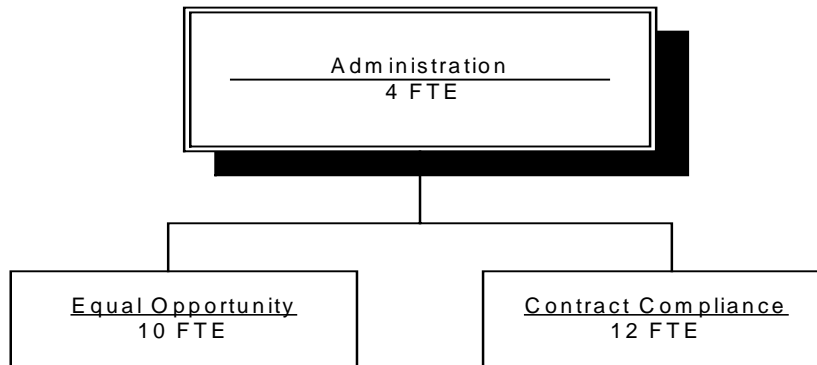 Administration
4 FTE
Equal Opportunity
10 FTE
Contract Compliance
12 FTE